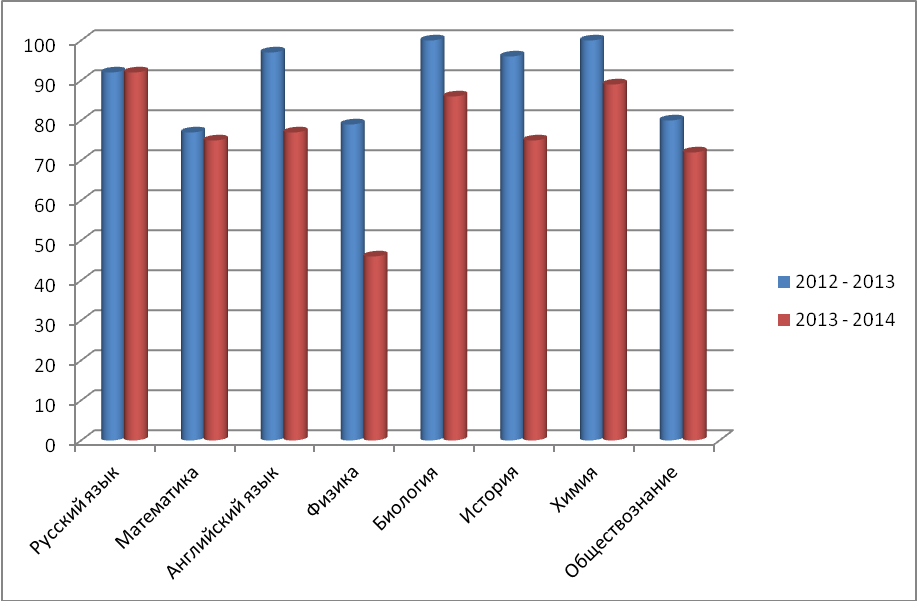 100
90
80
70
60
50
40
30
20
10
0
Русский язык
Математика
Английский язык
Физика
Биология
История
Химия
Обществознание
2012 - 2013
2013 - 2014